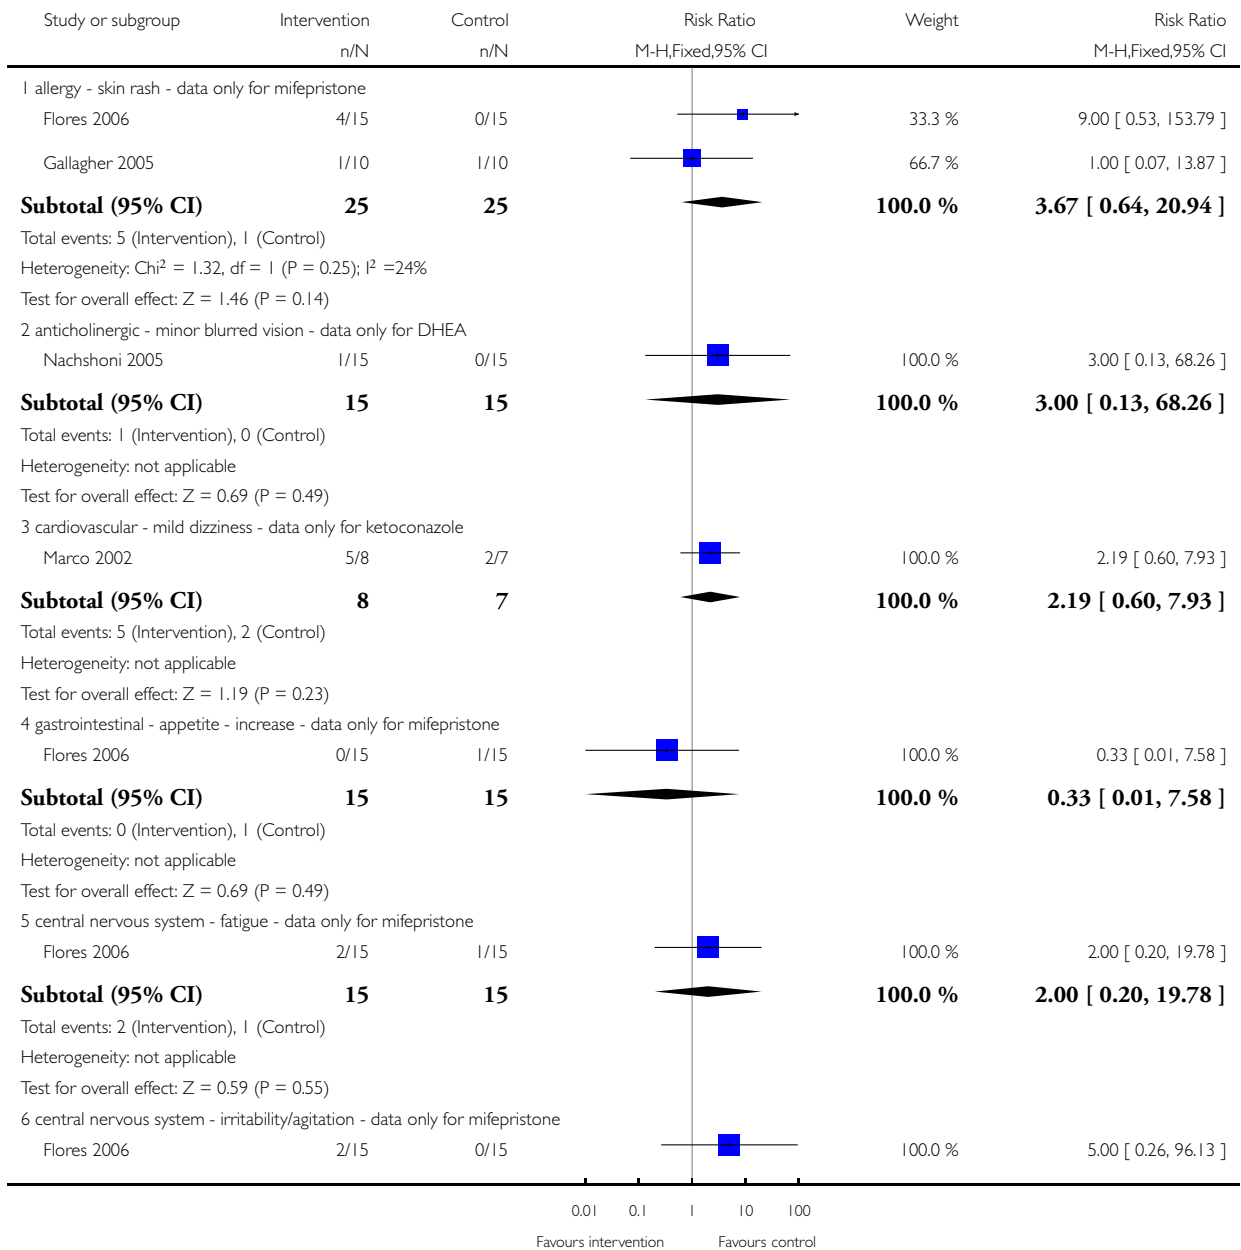 Study or subgroup Intervention Control Risk Ratio Weight Risk Ratio
n/N n/N M-H,Fixed,95% CI M-H,Fixed,95% CI
1 allergy - skin rash - data only for mifepristone
Flores 2006 4/15 0/15 33.3 % 9.00 [ 0.53, 153.79 ]
Gallagher 2005 1/10 1/10 66.7 % 1.00 [ 0.07, 13.87 ]
Subtotal (95% CI) 25 25 100.0 % 3.67 [ 0.64, 20.94 ]
Total events: 5 (Intervention), 1 (Control)
Heterogeneity: Chi² = 1.32, df = 1 (P = 0.25); I² =24%
Test for overall effect: Z = 1.46 (P = 0.14)
2 anticholinergic - minor blurred vision - data only for DHEA
Nachshoni 2005 1/15 0/15 100.0 % 3.00 [ 0.13, 68.26 ]
Subtotal (95% CI) 15 15 100.0 % 3.00 [ 0.13, 68.26 ]
Total events: 1 (Intervention), 0 (Control)
Heterogeneity: not applicable
Test for overall effect: Z = 0.69 (P = 0.49)
3 cardiovascular - mild dizziness - data only for ketoconazole
Marco 2002 5/8 2/7 100.0 % 2.19 [ 0.60, 7.93 ]
Subtotal (95% CI) 8 7 100.0 % 2.19 [ 0.60, 7.93 ]
Total events: 5 (Intervention), 2 (Control)
Heterogeneity: not applicable
Test for overall effect: Z = 1.19 (P = 0.23)
4 gastrointestinal - appetite - increase - data only for mifepristone
Flores 2006 0/15 1/15 100.0 % 0.33 [ 0.01, 7.58 ]
Subtotal (95% CI) 15 15 100.0 % 0.33 [ 0.01, 7.58 ]
Total events: 0 (Intervention), 1 (Control)
Heterogeneity: not applicable
Test for overall effect: Z = 0.69 (P = 0.49)
5 central nervous system - fatigue - data only for mifepristone
Flores 2006 2/15 1/15 100.0 % 2.00 [ 0.20, 19.78 ]
Subtotal (95% CI) 15 15 100.0 % 2.00 [ 0.20, 19.78 ]
Total events: 2 (Intervention), 1 (Control)
Heterogeneity: not applicable
Test for overall effect: Z = 0.59 (P = 0.55)
6 central nervous system - irritability/agitation - data only for mifepristone
Flores 2006 2/15 0/15 100.0 % 5.00 [ 0.26, 96.13 ]
0.01 0.1 1 10 100
Favours intervention Favours control